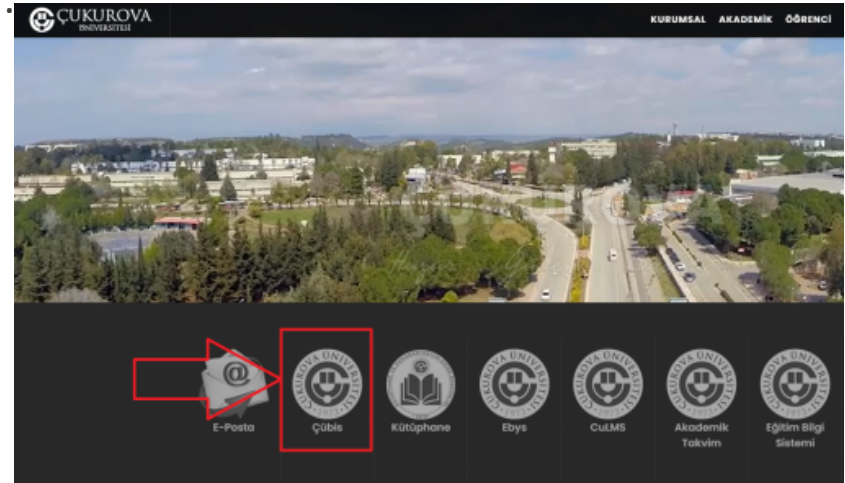 ÇUKUROVA
ÜNİVERSİTESİ
KURUMSAL AKADEMİK ÖĞRENCİ
E-Posta
Çübis
Kütüphane
Ebys
CuLMS
Akademik
Takvim
Eğitim Bilgi
Sistemi